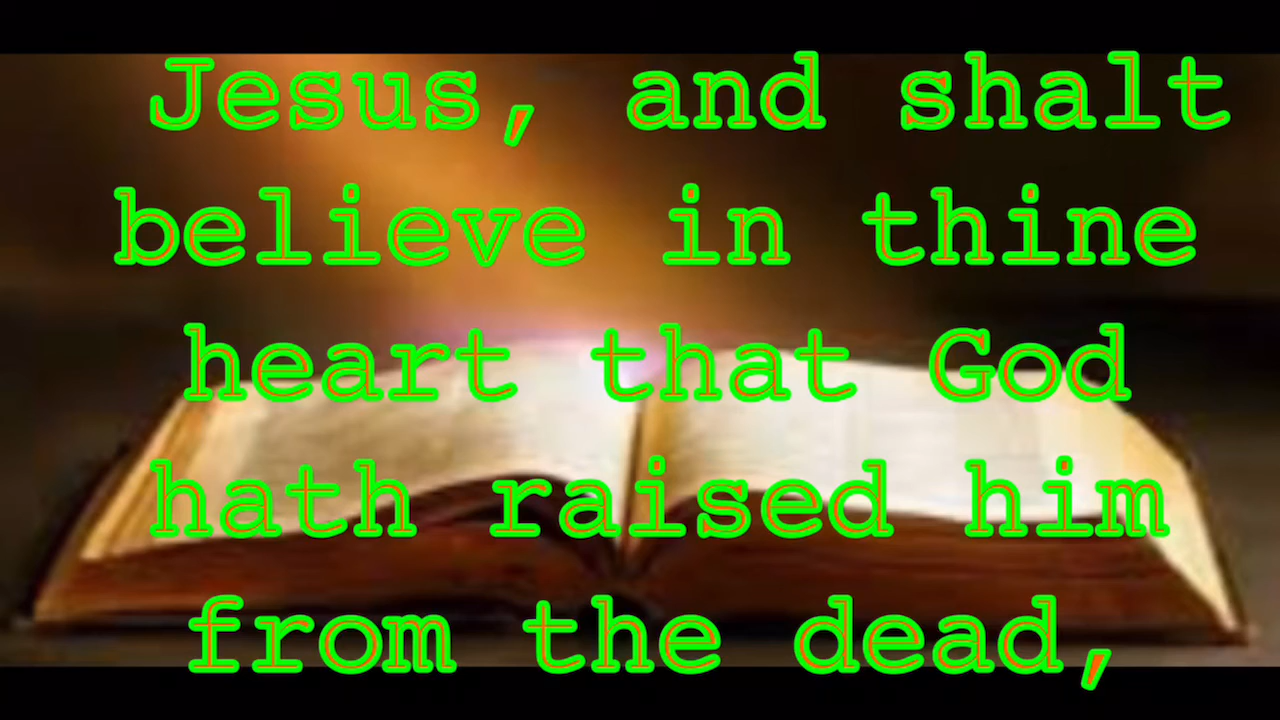 Jesus, and shalt
believe in thine
heart that God
hath raised him
from the dead,